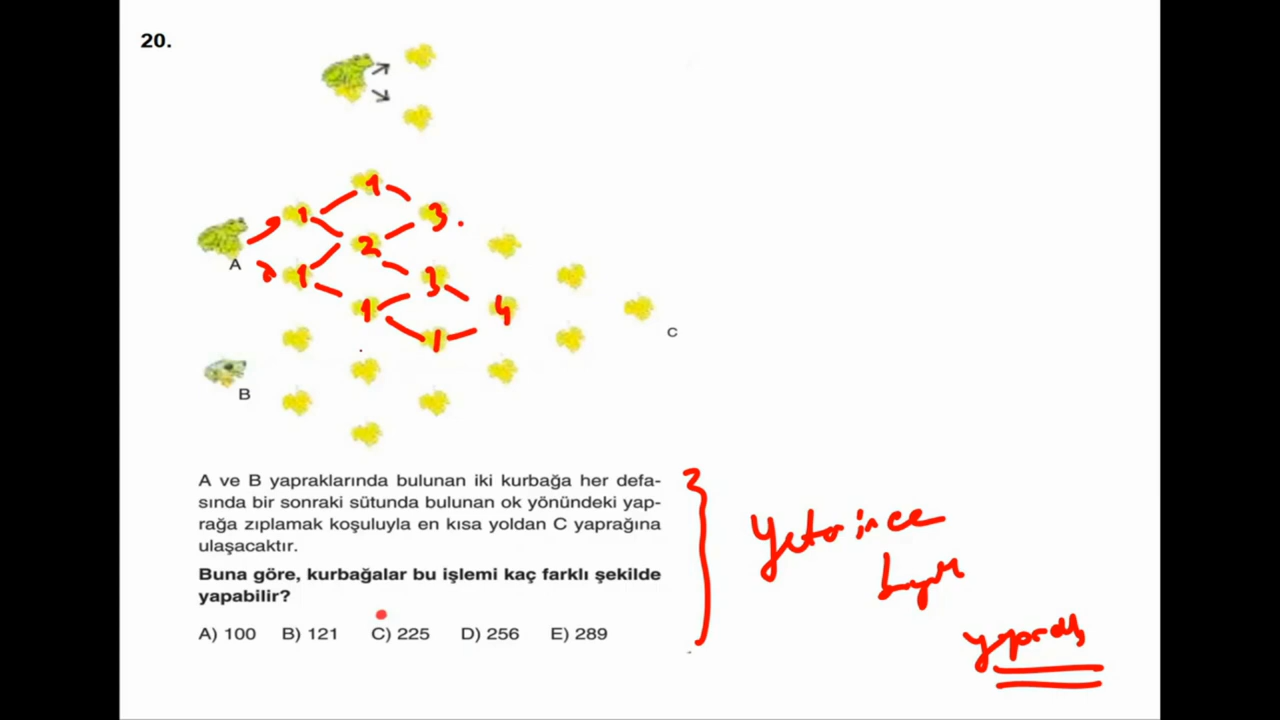 20.
1
1
3
A
2
1
3
1
4
C
1
B
A ve B yapraklarında bulunan iki kurbağa her defa-
sında bir sonraki sütunda bulunan ok yönündeki yap-
rağa zıplamak koşuluyla en kısa yoldan C yaprağına
ulaşacaktır.
Buna göre, kurbağalar bu işlemi kaç farklı şekilde
yapabilir?
A) 100 B) 121 C) 225 D) 256 E) 289
Yeterince
yaprak